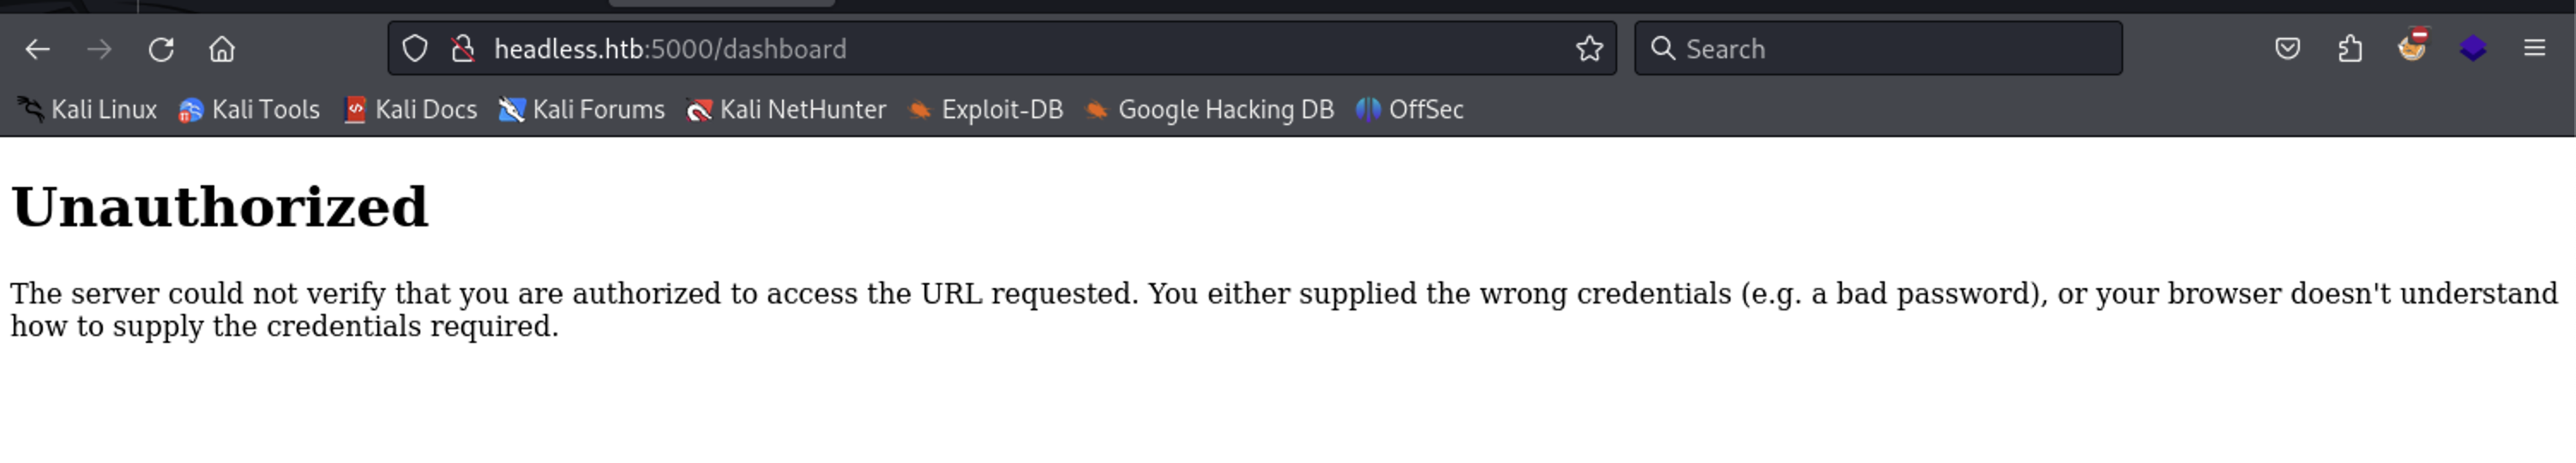 headless.htb:5000/dashboard
Search
Kali Linux Kali Tools Kali Docs Kali Forums Kali NetHunter Exploit-DB Google Hacking DB OffSec
Unauthorized
The server could not verify that you are authorized to access the URL requested. You either supplied the wrong credentials (e.g. a bad password), or your browser doesn't understand
how to supply the credentials required.